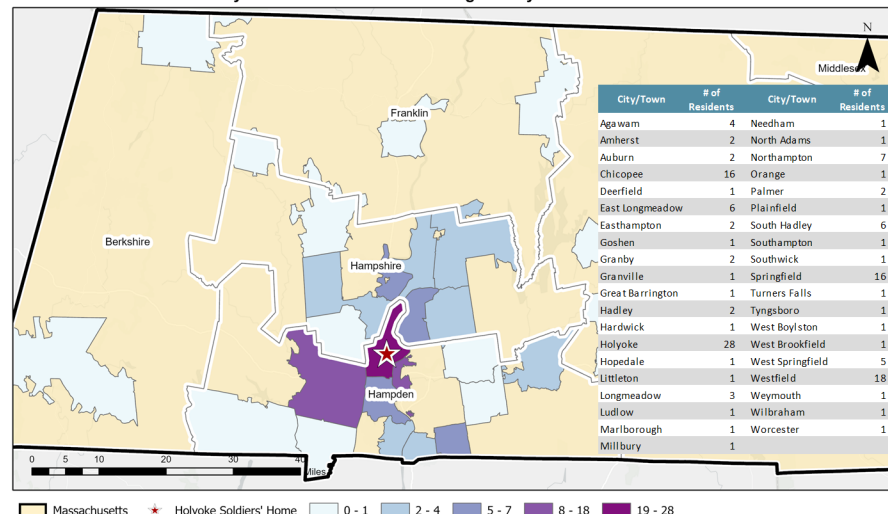 N
Middlesex
Franklin
Berkshire
Hampshire
Hampden
City/Town # of Residents City/Town # of Residents
Agawam 4 Needham 1
Amherst 2 North Adams 1
Auburn 2 Northampton 7
Chicopee 16 Orange 1
Deerfield 1 Palmer 2
East Longmeadow 6 Plainfield 1
Easthampton 2 South Hadley 6
Goshen 1 Southampton 1
Granby 2 Southwick 1
Granville 1 Springfield 16
Great Barrington 1 Turners Falls 1
Hadley 2 Tyngsboro 1
Hardwick 1 West Boylston 1
Holyoke 28 West Brookfield 1
Hopedale 1 West Springfield 5
Littleton 1 Westfield 18
Longmeadow 3 Weymouth 1
Ludlow 1 Wilbraham 1
Marlborough 1 Worcester 1
Millbury 1
0 5 10 20 30 40
Miles
Massachusetts Holyoke Soldiers' Home 0 - 1 2 - 4 5 - 7 8 - 18 19 - 28